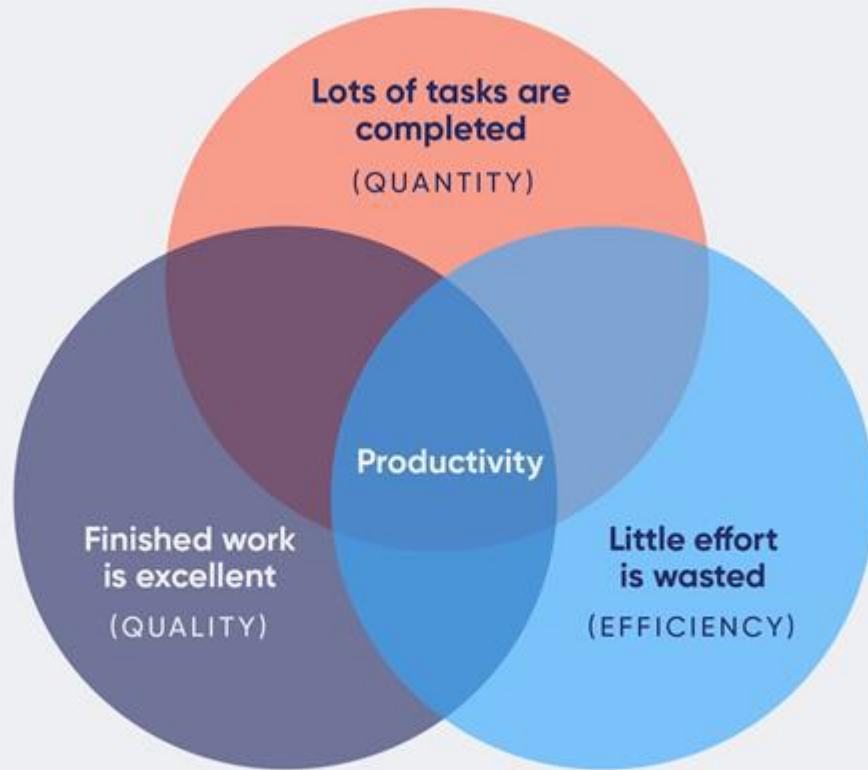 Lots of tasks are
completed
(QUANTITY)
Productivity
Finished work
is excellent
(QUALITY)
Little effort
is wasted
(EFFICIENCY)